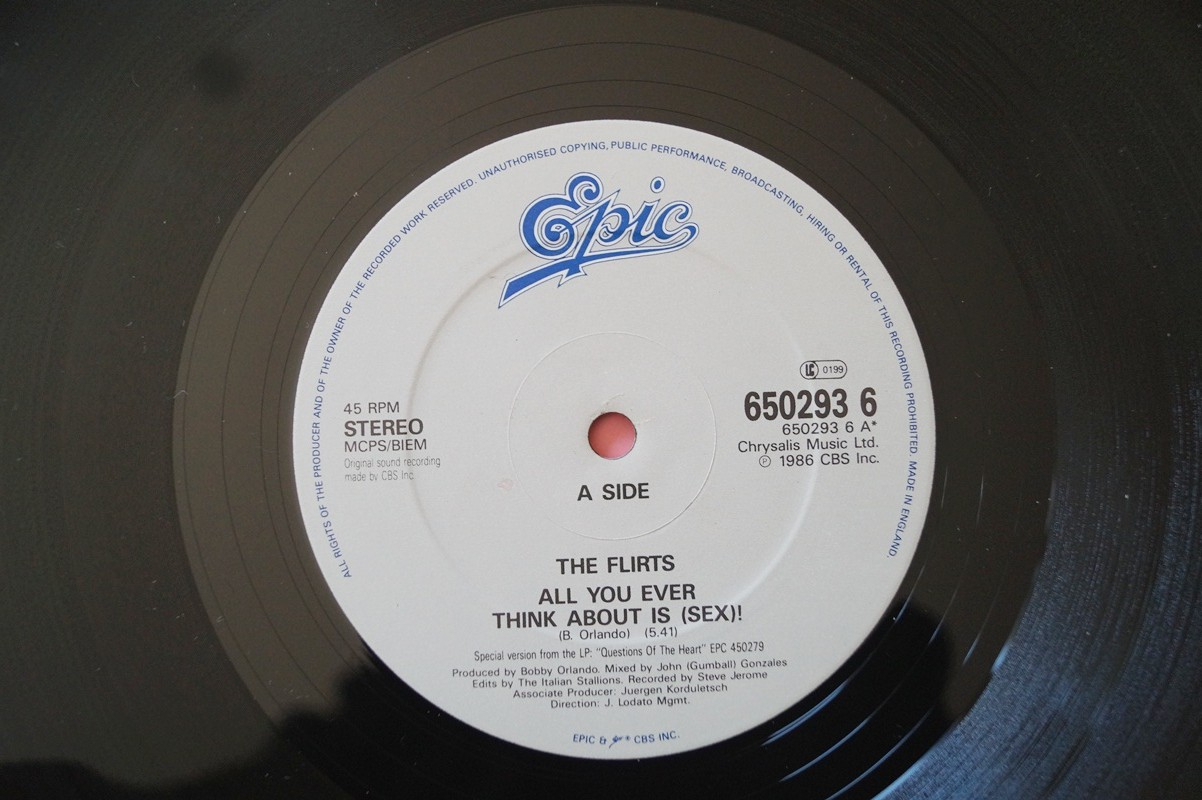 ALL RIGHTS OF THE PRODUCER AND OF THE OWNER OF THE RECORDED WORK RESERVED. UNAUTHORISED COPYING, PUBLIC PERFORMANCE, BROADCASTING, HIRING OR RENTAL OF THIS RECORDING PROHIBITED. MADE IN ENGLAND.
Epic
45 RPM
STEREO
MCPS/BIEM
Original sound recording
made by CBS Inc
LC 0199
650293 6
650293 6 A*
Chrysalis Music Ltd.
℗ 1986 CBS Inc.
A SIDE
THE FLIRTS
ALL YOU EVER
THINK ABOUT IS (SEX)!
(B. Orlando) (5.41)
Special version from the LP: "Questions Of The Heart" EPC 450279
Produced by Bobby Orlando. Mixed by John (Gumball) Gonzales
Edits by The Italian Stallions. Recorded by Steve Jerome
Associate Producer: Juergen Korduletsch
Direction: J. Lodato Mgmt.
EPIC & * CBS INC.